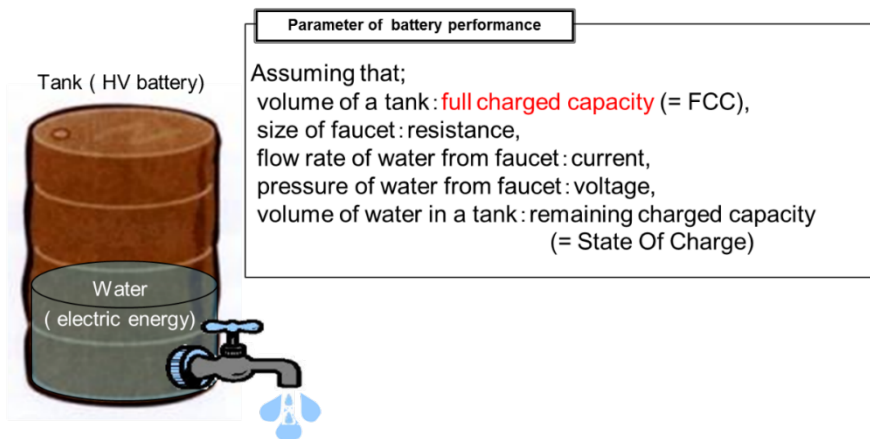 Parameter of battery performance
Tank ( HV battery)
Assuming that;
volume of a tank:full charged capacity (= FCC),
size of faucet:resistance,
flow rate of water from faucet:current,
pressure of water from faucet:voltage,
volume of water in a tank:remaining charged capacity
(= State Of Charge)
Water
( electric energy)